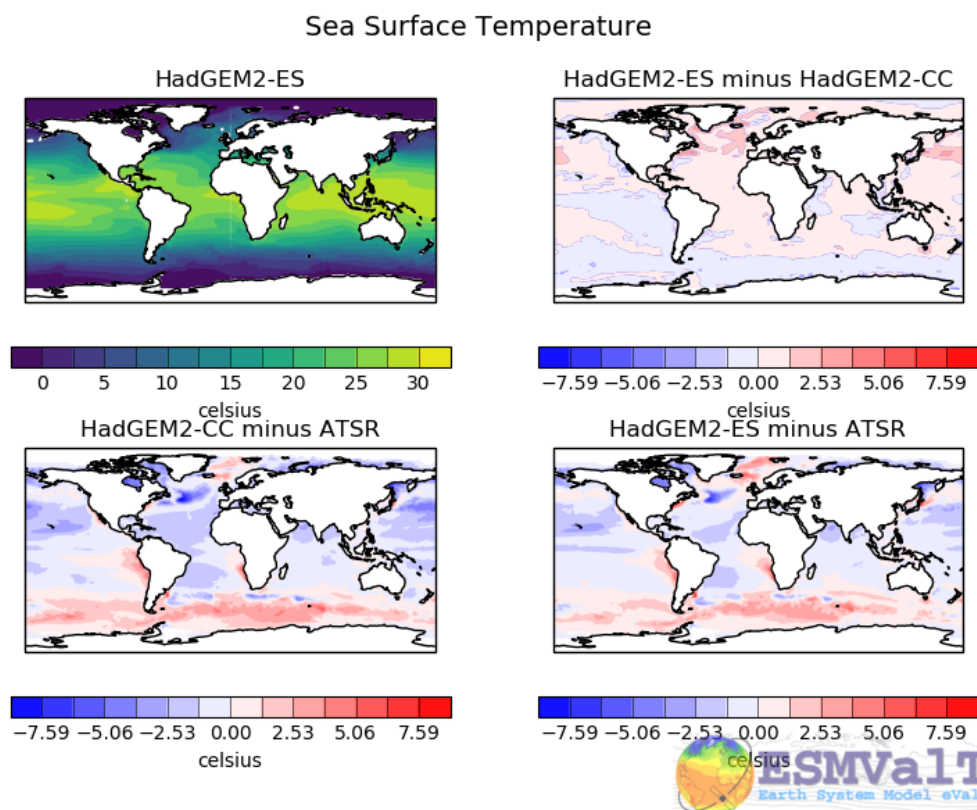 Sea Surface Temperature
HadGEM2-ES
HadGEM2-ES minus HadGEM2-CC
0 5 10 15 20 25 30
celsius
−7.59 −5.06 −2.53 0.00 2.53 5.06 7.59
celsius
HadGEM2-CC minus ATSR
HadGEM2-ES minus ATSR
−7.59 −5.06 −2.53 0.00 2.53 5.06 7.59
celsius
−7.59 −5.06 −2.53 0.00 2.53 5.06 7.59
celsius
ESMValT
Earth System Model eVal